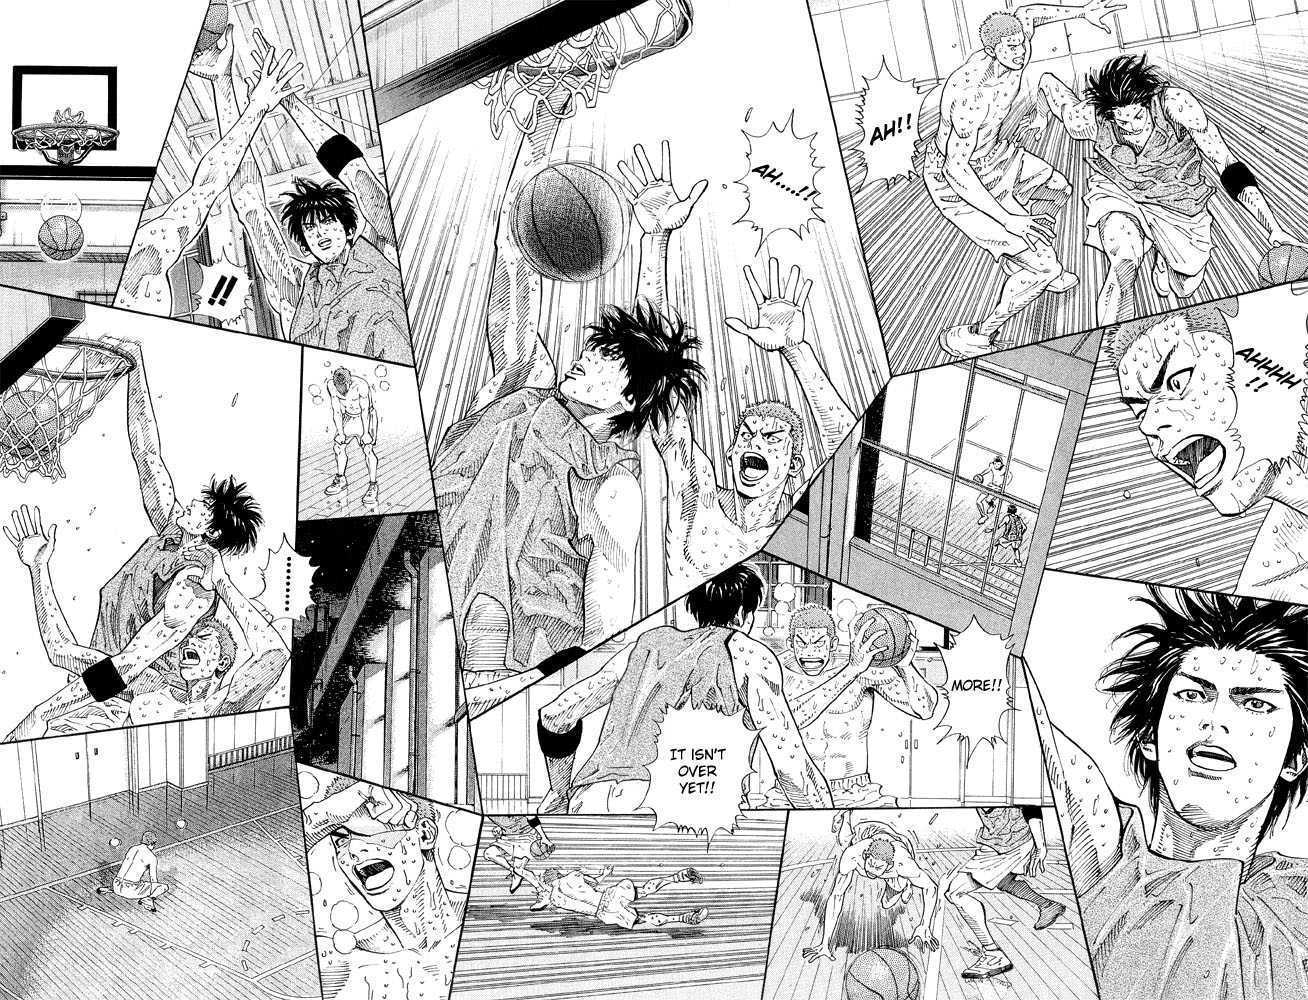 AH!!
AHHHH
!!
AH....!!
MORE!!
IT ISN'T
OVER
YET!!
!!
.........